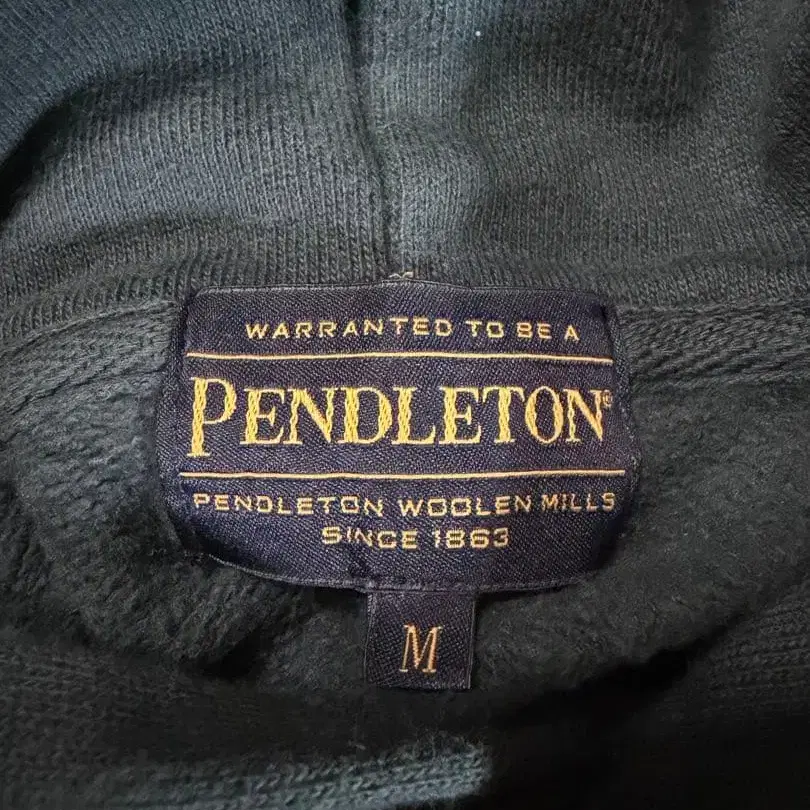 WARRANTED TO BE A
PENDLETON®
PENDLETON WOOLEN MILLS
SINCE 1863
M